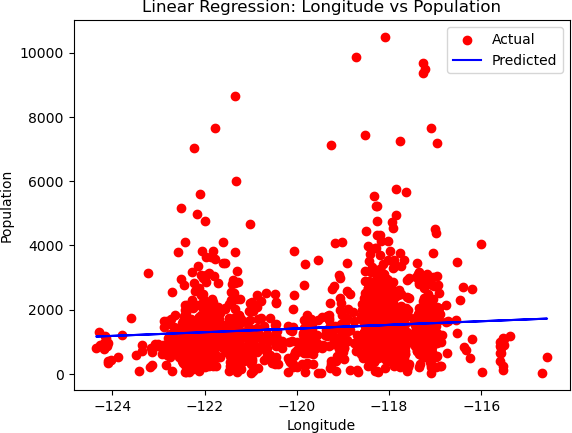 Linear Regression: Longitude vs Population
Actual
Predicted
10000
8000
6000
4000
2000
0
Population
−124
−122
−120
−118
−116
Longitude